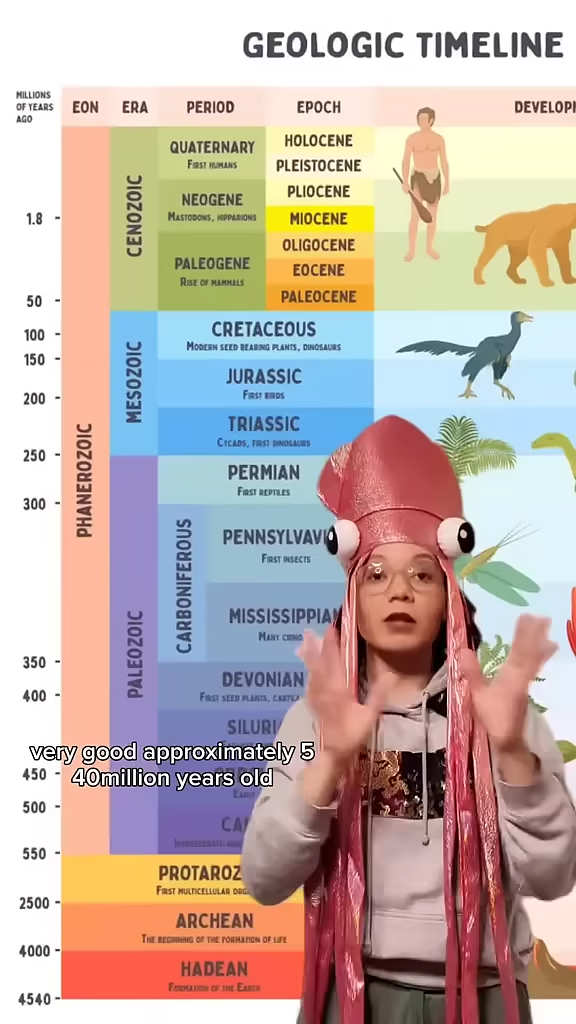 GEOLOGIC TIMELINE
MILLIONS
OF YEARS
AGO
EON
ERA
PERIOD
EPOCH
QUATERNARY
FIRST HUMANS
HOLOCENE
PLEISTOCENE
CENOZOIC
NEOGENE
MASTODONS, HIPPARIONS
PLIOCENE
MIOCENE
1.8
PALEOGENE
RISE OF MAMMALS
OLIGOCENE
EOCENE
PALEOCENE
50
PHANEROZOIC
MESOZOIC
CRETACEOUS
MODERN SEED BEARING PLANTS, DINOSAURS
100
150
JURASSIC
FIRST BIRDS
200
TRIASSIC
CYCADS, FIRST DINOSAURS
250
PALEOZOIC
PERMIAN
FIRST REPTILES
300
CARBONIFEROUS
FIRST INSECTS
MISSISSIPPIAN
MANY
350
DEVONIAN
FIRST SEED PLANTS,
400
very good approximately 5
40million years old
450
500
550
FIRST MULTICELLULAR
2500
ARCHEAN
THE BEGINNING OF THE FORMATION OF LIFE
4000
HADEAN
FORMATION OF THE EARTH
4540